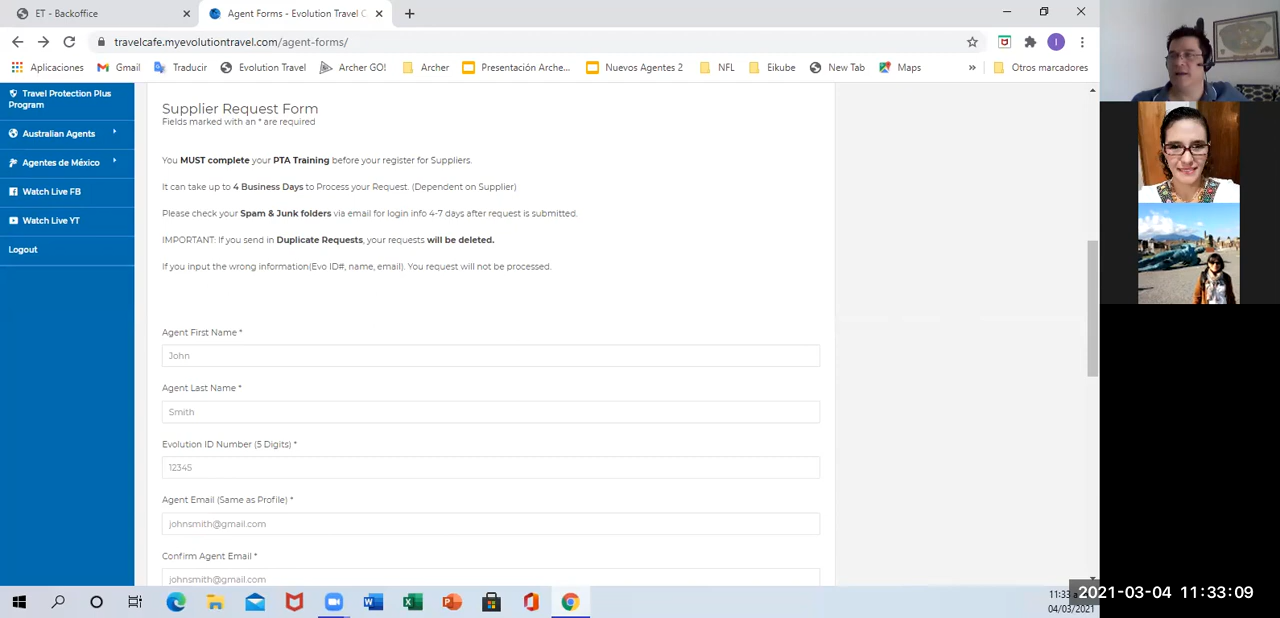 ET - Backoffice
Agent Forms - Evolution Travel C
travelcafe.myevolutiontravel.com/agent-forms/
I
Aplicaciones
Gmail
Traducir
Evolution Travel
Archer GO!
Archer
Presentación Arche...
Nuevos Agentes 2
NFL
Eikube
New Tab
Maps
»
Otros marcadores
Travel Protection Plus
Program
Australian Agents
Agentes de México
Watch Live FB
Watch Live YT
Logout
Supplier Request Form
Fields marked with an * are required
You MUST complete your PTA Training before your register for Suppliers.
It can take up to 4 Business Days to Process your Request. (Dependent on Supplier)
Please check your Spam & Junk folders via email for login info 4-7 days after request is submitted.
IMPORTANT: If you send in Duplicate Requests, your requests will be deleted.
If you input the wrong information(Evo ID#, name, email). You request will not be processed.
Agent First Name *
John
Agent Last Name *
Smith
Evolution ID Number (5 Digits) *
12345
Agent Email (Same as Profile) *
johnsmith@gmail.com
Confirm Agent Email *
johnsmith@gmail.com
11:33 a
04/03/2021
2021-03-04 11:33:09